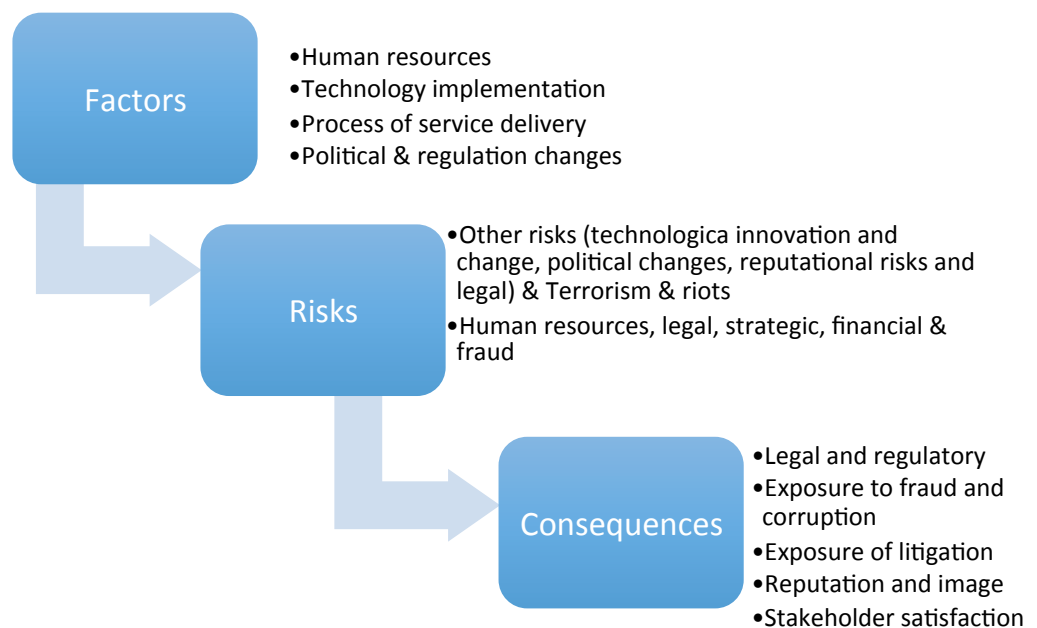 Factors
•Human resources
•Technology implementation
•Process of service delivery
•Political & regulation changes
Risks
•Other risks (technologica innovation and
change, political changes, reputational risks and
legal) & Terrorism & riots
•Human resources, legal, strategic, financial &
fraud
Consequences
•Legal and regulatory
•Exposure to fraud and
corruption
•Exposure of litigation
•Reputation and image
•Stakeholder satisfaction